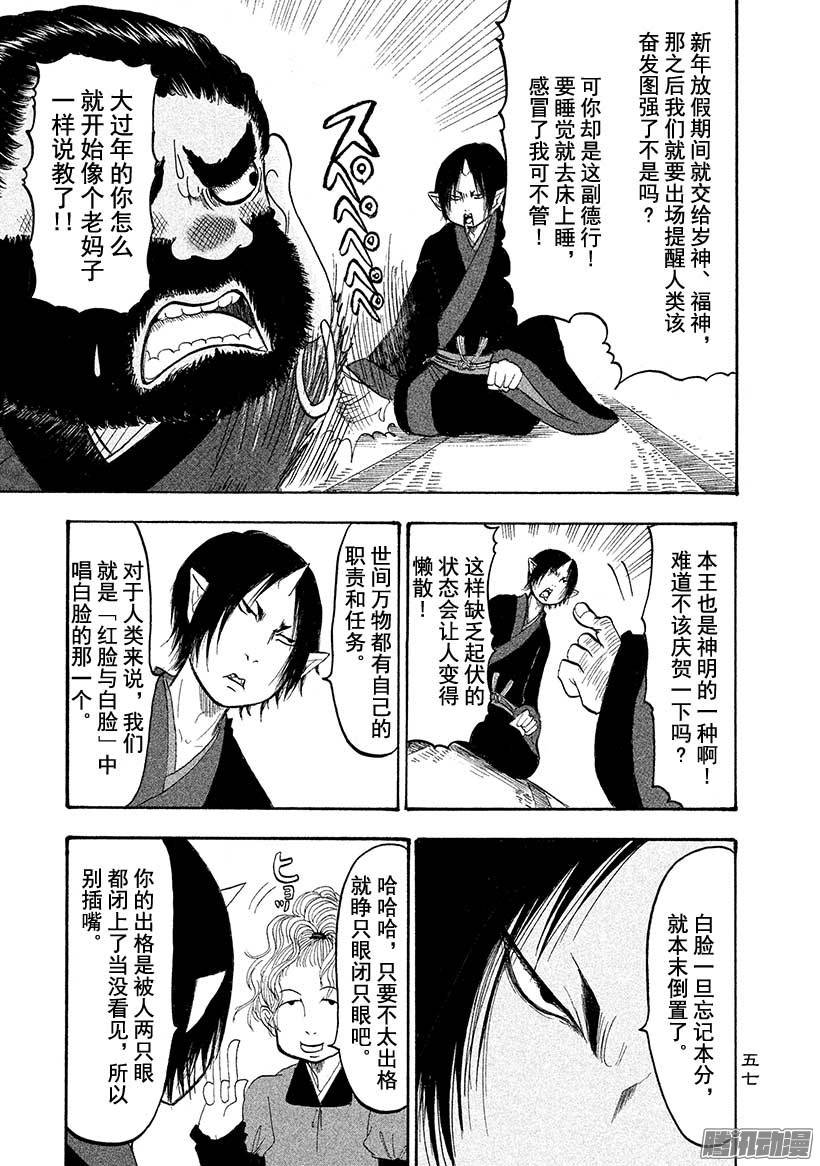 新年放假期间就交给岁神、福神，
那之后我们就要出场提醒人类该
奋发图强了不是吗？
可你却是这副德行！
要睡觉就去床上睡，
感冒了我可不管！
スペペペペペ
大过年的你怎么
就开始像个老妈子
一样说教了！！
本王也是神明的一种啊！
难道不该庆贺一下吗？
这样缺乏起伏的
状态会让人变得
懒散！
世间万物都有自己的
职责和任务。
对于人类来说，我们
就是「红脸与白脸」中
唱白脸的那一个。
白脸一旦忘记本分，
就本末倒置了。
哈哈哈，只要不太出格
就睁只眼闭只眼吧。
ヒョッ
你的出格是被人两只眼
都闭上了当没看见，所以
别插嘴。
五七
腾讯动漫